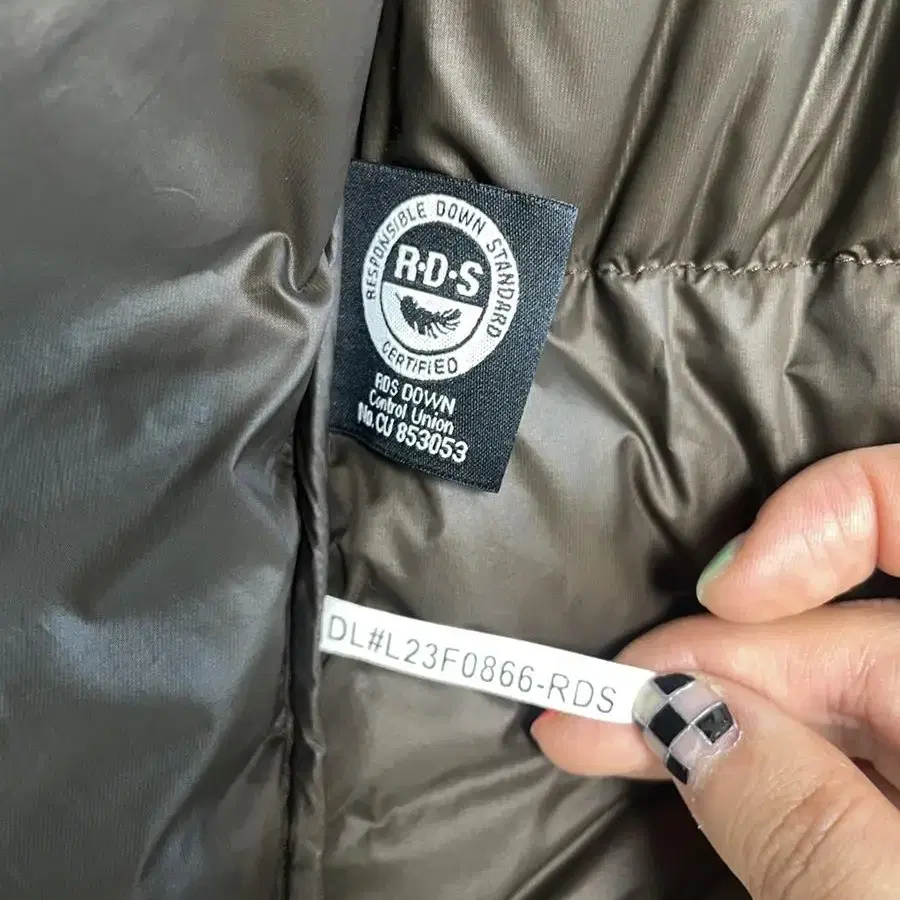 RESPONSIBLE DOWN STANDARD
R·D·S
CERTIFIED
RDS DOWN
Control Union
No.CU 853053
DL#L23F0866-RDS